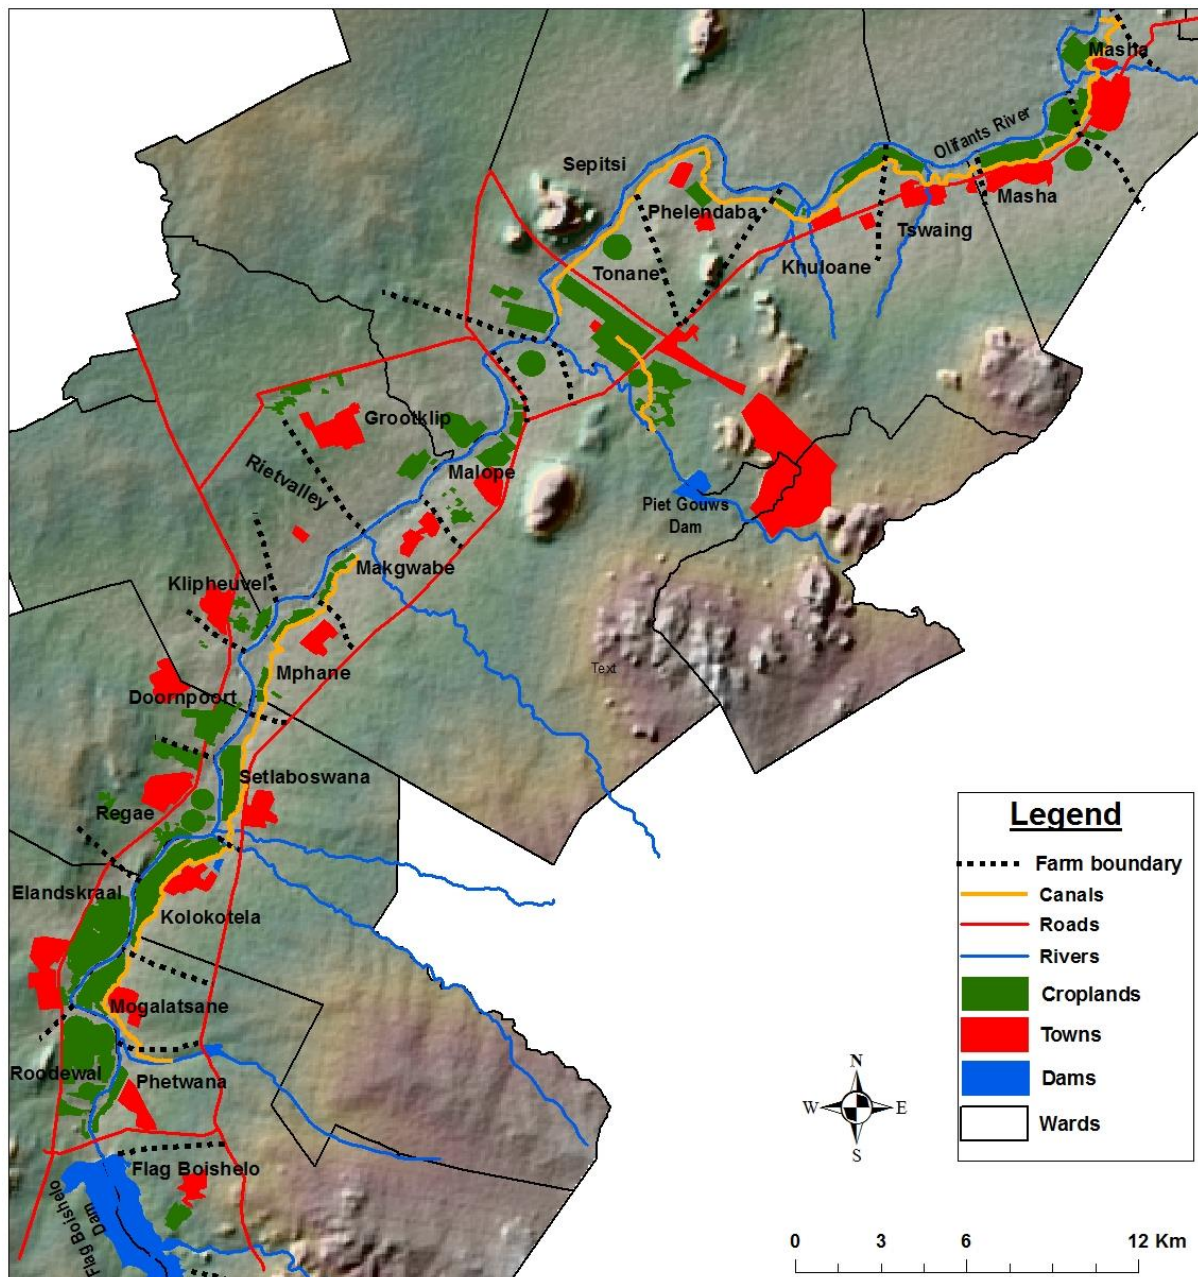 Masha
Olifants River
Sepitsi
Phelendaba
Masha
Tswaing
Tonane
Khuloane
Grootklip
Rietvalley
Malope
Piet Gouws
Dam
Makgwabe
Klipheuvel
Text
Mphane
Doornpoort
Setlaboswana
Regae
Elandskraal
Kolokotela
Mogalatsane
Roodewal
Phetwana
Flag Boishelo
Flag Boishelo
Dam
Legend
Farm boundary
Canals
Roads
Rivers
Croplands
Towns
Dams
Wards
N
W E
S
0 3 6 12 Km